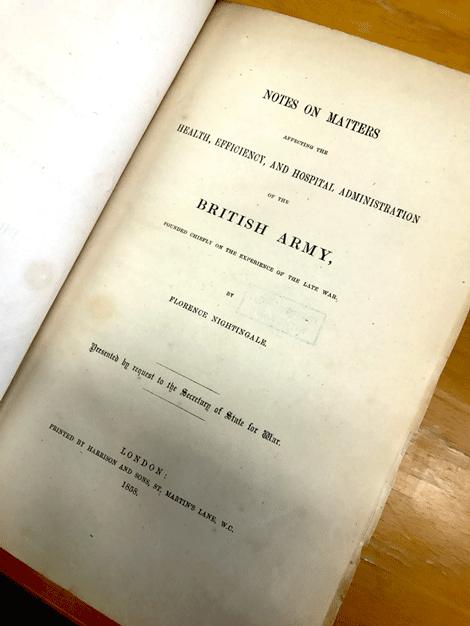 NOTES ON MATTERS
AFFECTING THE
HEALTH, EFFICIENCY, AND HOSPITAL ADMINISTRATION
OF THE
BRITISH ARMY,
FOUNDED CHIEFLY ON THE EXPERIENCE OF THE LATE WAR.
BY
FLORENCE NIGHTINGALE.
Presented by request to the Secretary of State for War.
LONDON:
PRINTED BY HARRISON AND SONS, ST. MARTIN'S LANE, W.C.
1858.